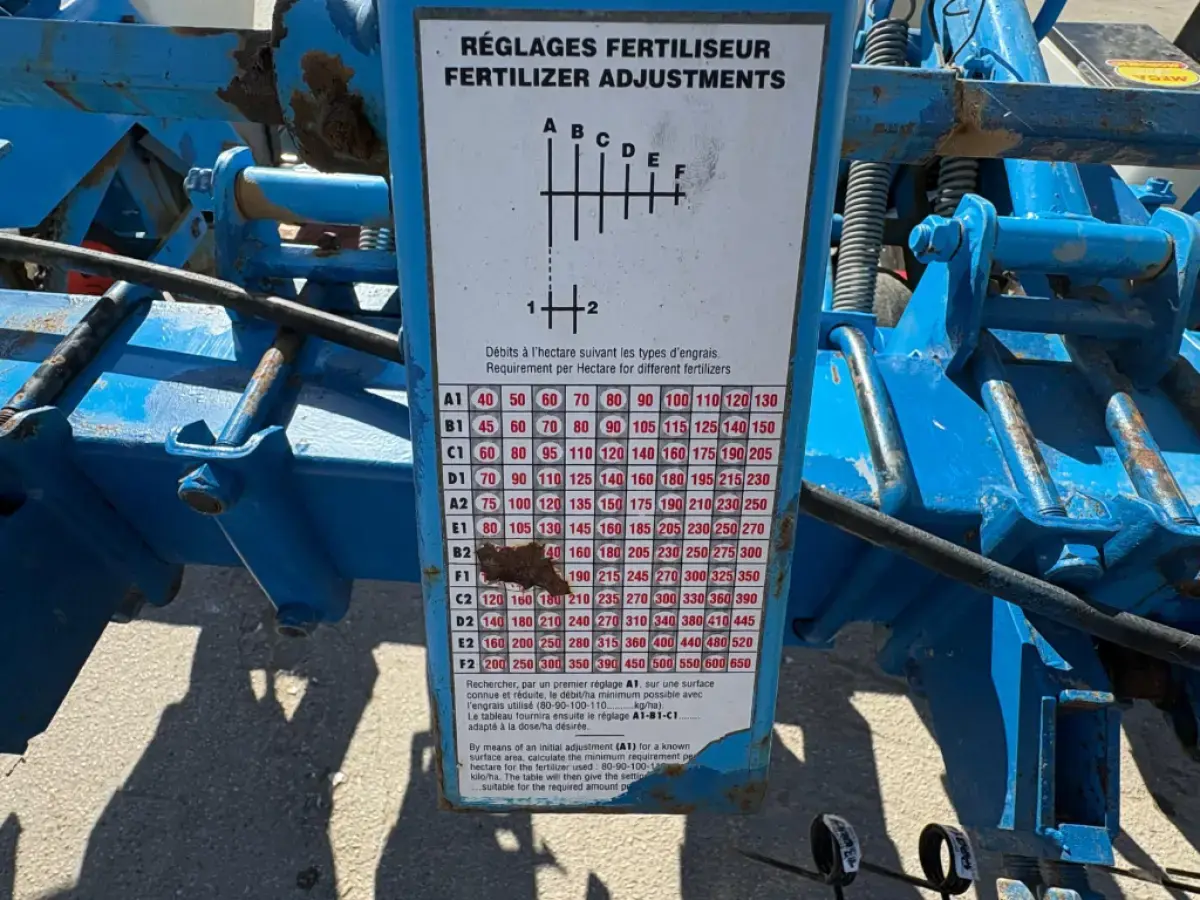 RÉGLAGES FERTILISEUR
FERTILIZER ADJUSTMENTS
A B C D E F
1 2
Débits à l'hectare suivant les types d'engrais.
Requirement per Hectare for different fertilizers
A1 40 50 60 70 80 90 100 110 120 130
B1 45 60 70 80 90 105 115 125 140 150
C1 60 80 95 110 120 140 160 175 190 205
D1 70 90 110 125 140 160 180 195 215 230
A2 75 100 120 135 150 175 190 210 230 250
E1 80 105 130 145 160 185 205 230 250 270
B2 160 180 205 230 250 275 300
F1 190 215 245 270 300 325 350
C2 120 160 180 210 235 270 300 330 360 390
D2 140 180 210 240 270 310 340 380 410 445
E2 160 200 250 280 315 360 400 440 480 520
F2 200 250 300 350 390 450 500 550 600 650
Rechercher, par un premier réglage A1, sur une surface
connue et réduite, le débit/ha minimum possible avec
l'engrais utilisé (80-90-100-110..........kg/ha).
Le tableau fournira ensuite le réglage A1-B1-C1........
adapté à la dose/ha désirée.
By means of an initial adjustment (A1) for a known
surface area, calculate the minimum requirement per
hectare for the fertilizer used : 80-90-100-
kilo/ha. The table will then give the
...suitable for the required amount
MEGA